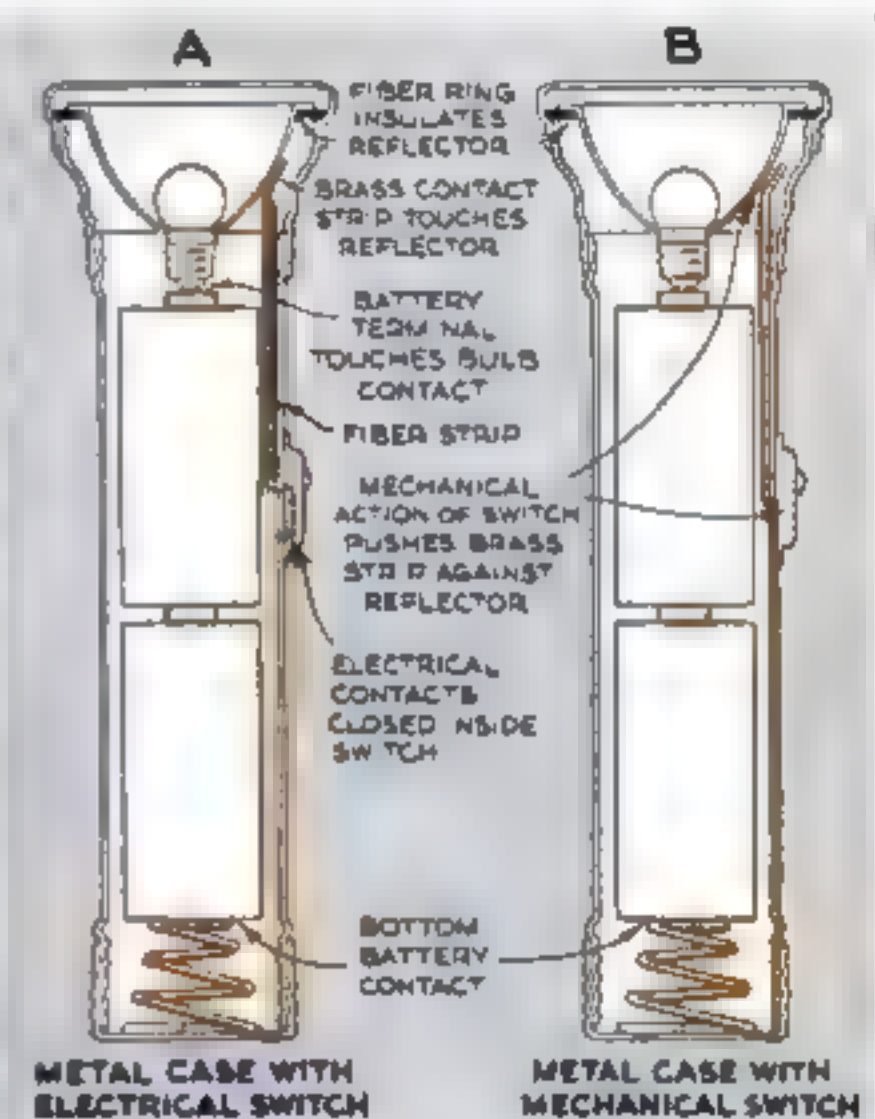 A
B
FIBER RING
INSULATES
REFLECTOR
BRASS CONTACT
STRIP TOUCHES
REFLECTOR
BATTERY
TERMINAL
TOUCHES BULB
CONTACT
FIBER STRIP
MECHANICAL
ACTION OF SWITCH
PUSHES BRASS
STRIP AGAINST
REFLECTOR
ELECTRICAL
CONTACTS
CLOSED INSIDE
SWITCH
BOTTOM
BATTERY
CONTACT
METAL CASE WITH
ELECTRICAL SWITCH
METAL CASE WITH
MECHANICAL SWITCH